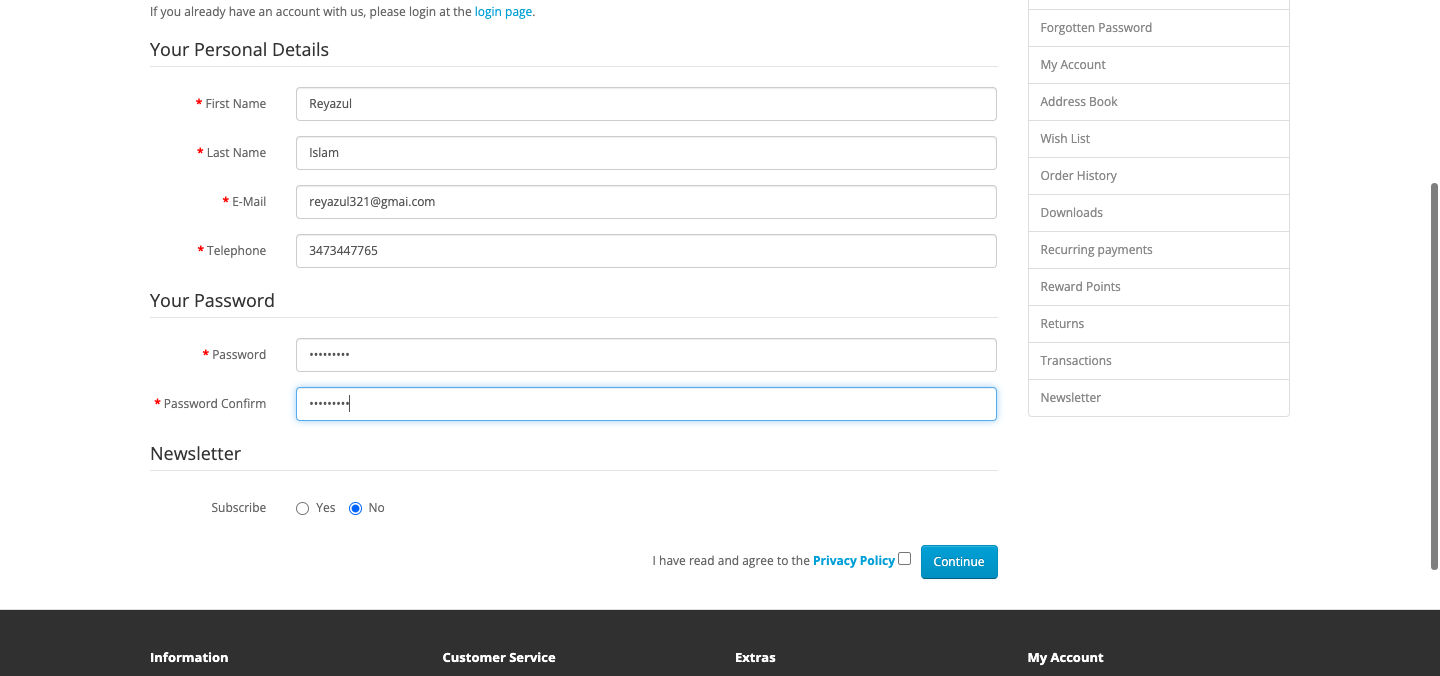 If you already have an account with us, please login at the login page.
Your Personal Details
* First Name
Reyazul
* Last Name
Islam
* E-Mail
reyazul321@gmai.com
* Telephone
3473447765
Your Password
* Password
•••••••••
* Password Confirm
•••••••••
Newsletter
Subscribe
Yes
No
I have read and agree to the Privacy Policy
Continue
Forgotten Password
My Account
Address Book
Wish List
Order History
Downloads
Recurring payments
Reward Points
Returns
Transactions
Newsletter
Information
Customer Service
Extras
My Account